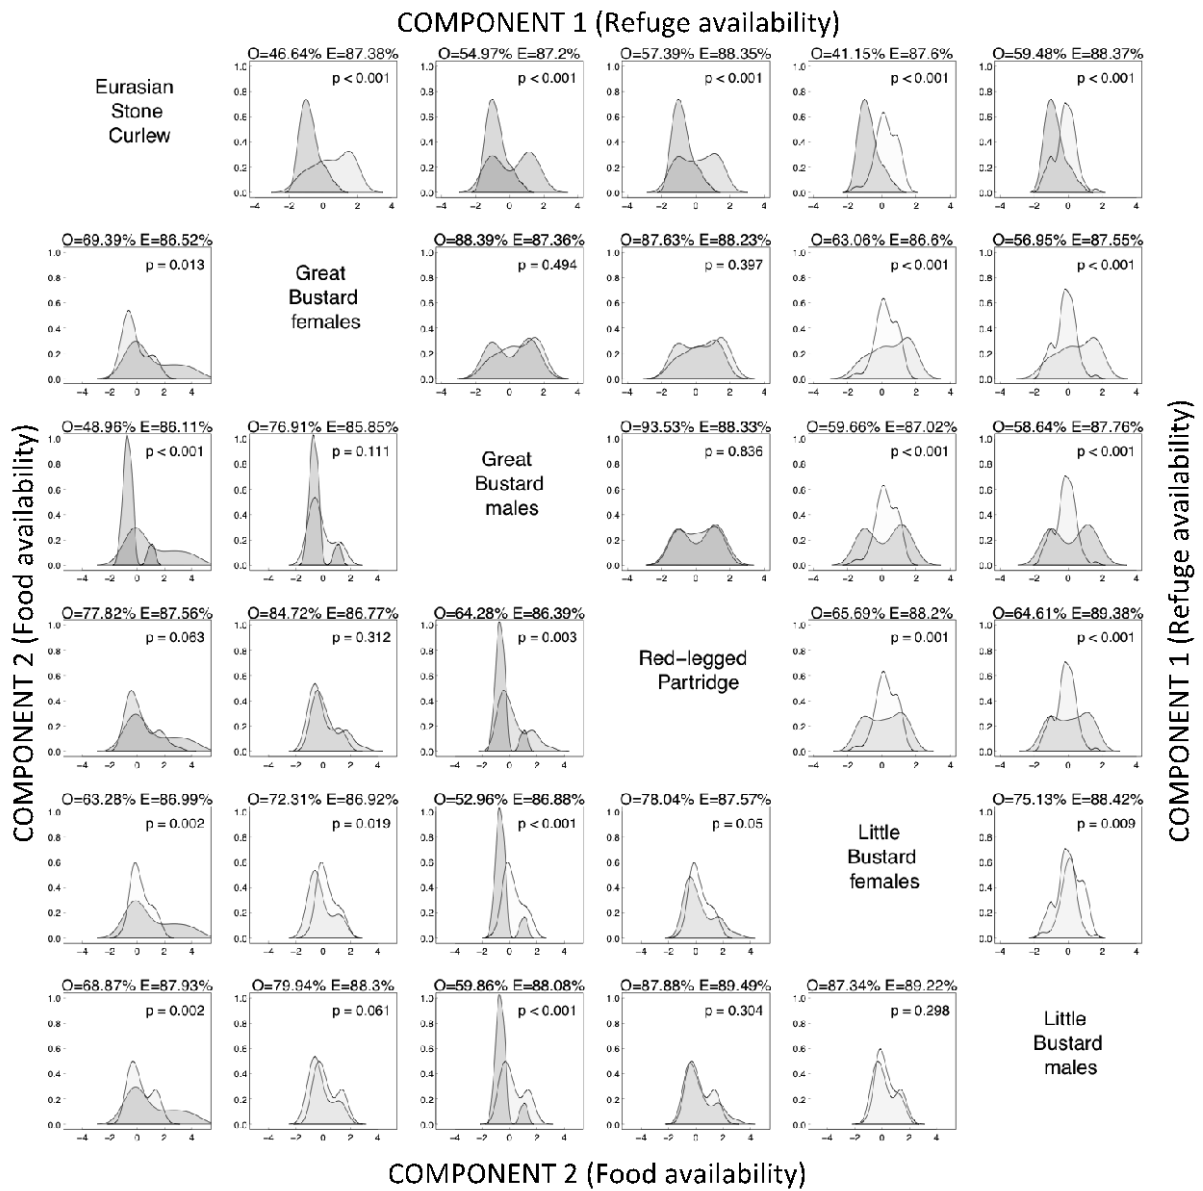 COMPONENT 1 (Refuge availability)
O=46.64% E=87.38%
p < 0.001
O=54.97% E=87.2%
p < 0.001
O=57.39% E=88.35%
p < 0.001
O=41.15% E=87.6%
p < 0.001
O=59.48% E=88.37%
p < 0.001
Eurasian
Stone
Curlew
O=69.39% E=86.52%
p = 0.013
Great
Bustard
females
O=88.39% E=87.36%
p = 0.494
O=87.63% E=88.23%
p = 0.397
O=63.06% E=86.6%
p < 0.001
O=56.95% E=87.55%
p < 0.001
O=48.96% E=86.11%
p < 0.001
O=76.91% E=85.85%
p = 0.111
Great
Bustard
males
O=93.53% E=88.33%
p = 0.836
O=59.66% E=87.02%
p < 0.001
O=58.64% E=87.76%
p < 0.001
O=77.82% E=87.56%
p = 0.063
O=84.72% E=86.77%
p = 0.312
O=64.28% E=86.39%
p = 0.003
Red-legged
Partridge
O=65.69% E=88.2%
p = 0.001
O=64.61% E=89.38%
p < 0.001
O=63.28% E=86.99%
p = 0.002
O=72.31% E=86.92%
p = 0.019
O=52.96% E=86.88%
p < 0.001
O=78.04% E=87.57%
p = 0.05
Little
Bustard
females
O=75.13% E=88.42%
p = 0.009
O=68.87% E=87.93%
p = 0.002
O=79.94% E=88.3%
p = 0.061
O=59.86% E=88.08%
p < 0.001
O=87.88% E=89.49%
p = 0.304
O=87.34% E=89.22%
p = 0.298
Little
Bustard
males
COMPONENT 2 (Food availability)
COMPONENT 1 (Refuge availability)
COMPONENT 2 (Food availability)